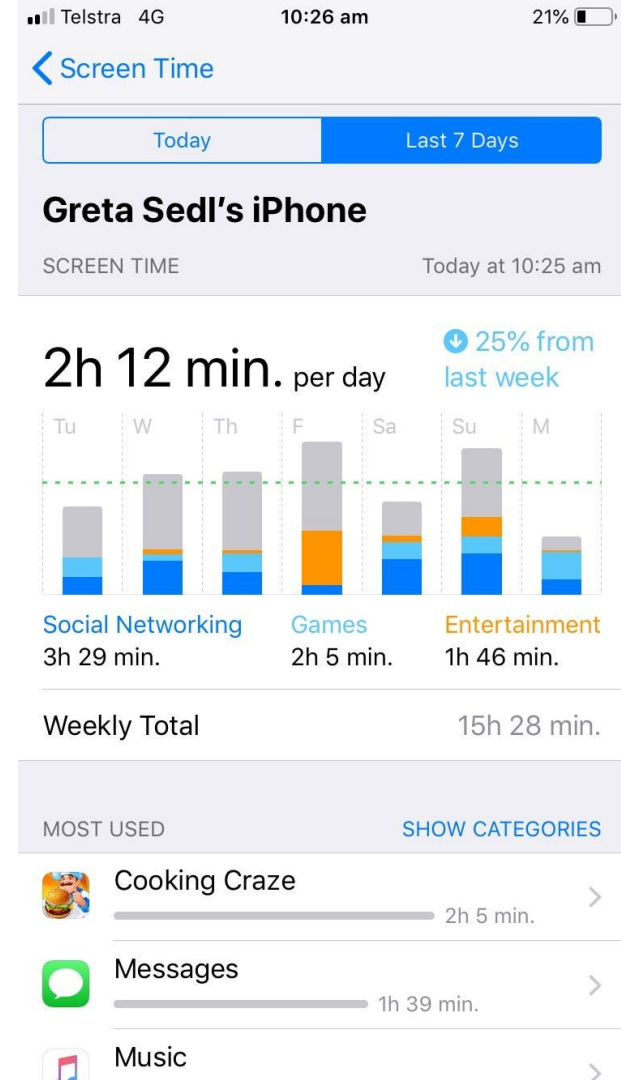 Telstra 4G 10:26 am 21%
Screen Time
Today Last 7 Days
Greta Sedl's iPhone
SCREEN TIME Today at 10:25 am
2h 12 min. per day
25% from
last week
Tu W Th F Sa Su M
Social Networking Games Entertainment
3h 29 min. 2h 5 min. 1h 46 min.
Weekly Total 15h 28 min.
MOST USED SHOW CATEGORIES
Cooking Craze
2h 5 min.
Messages
1h 39 min.
Music